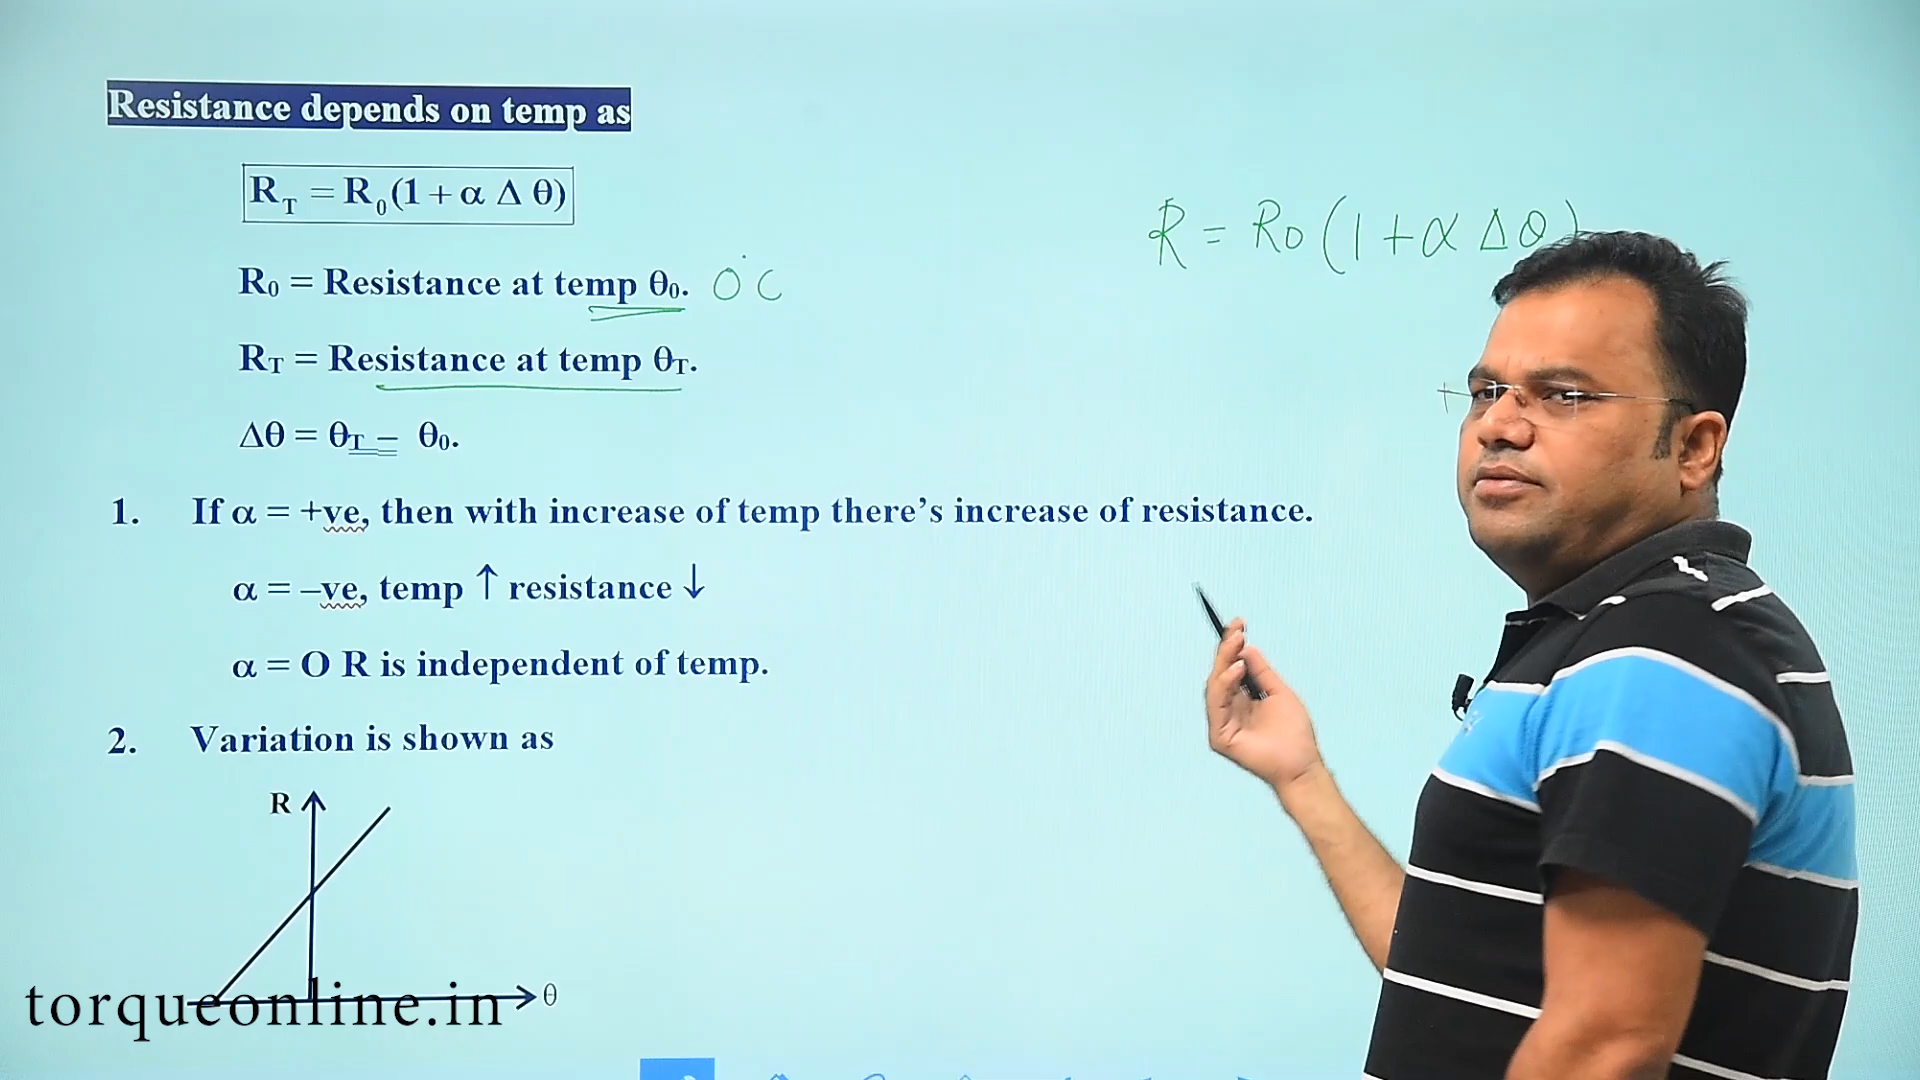 Resistance depends on temp as
R_T = R_0(1 + α Δ θ)
R = R0 (1 + α Δθ)
R₀ = Resistance at temp θ₀. 0°C
R_T = Resistance at temp θ_T.
Δθ = θ_T – θ₀.
1. If α = +ve, then with increase of temp there’s increase of resistance.
α = –ve, temp ↑ resistance ↓
α = O R is independent of temp.
2. Variation is shown as
R
θ
torqueonline.in